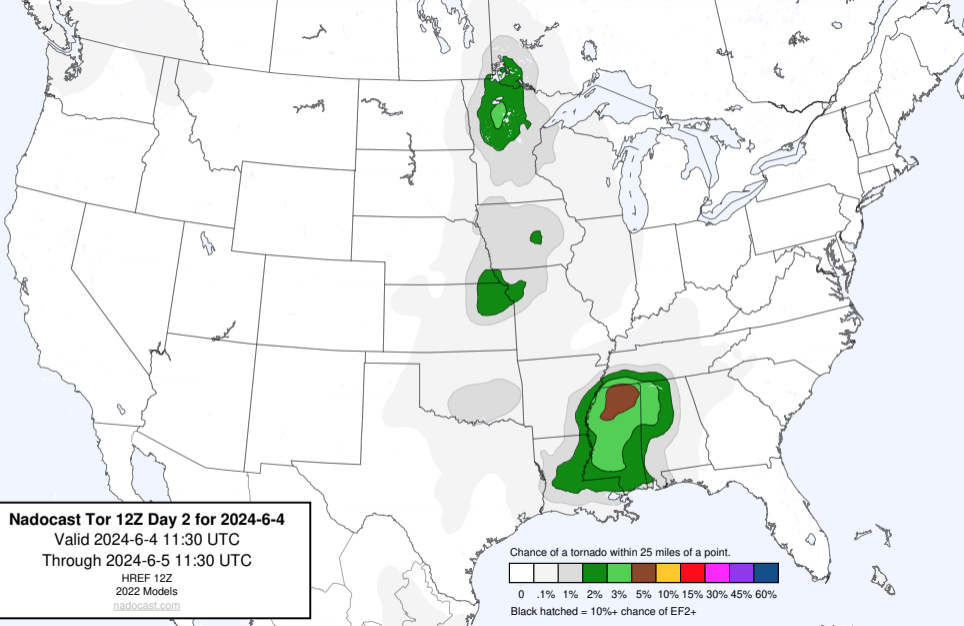 Nadocast Tor 12Z Day 2 for 2024-6-4
Valid 2024-6-4 11:30 UTC
Through 2024-6-5 11:30 UTC
HREF 12Z
2022 Models
nadocast.com
Chance of a tornado within 25 miles of a point.
0 .1% 1% 2% 3% 5% 10% 15% 30% 45% 60%
Black hatched = 10%+ chance of EF2+